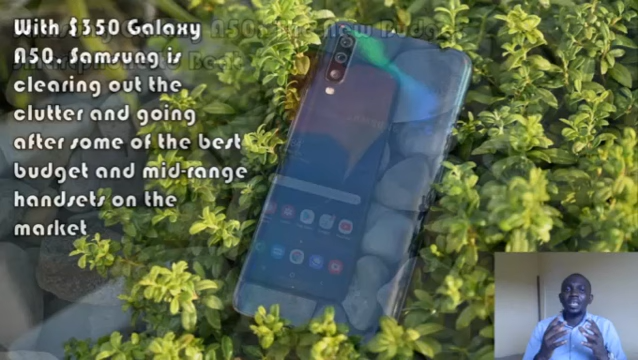 With $350 Galaxy
A50, Samsung is
clearing out the
clutter and going
after some of the best
budget and mid-range
handsets on the
market